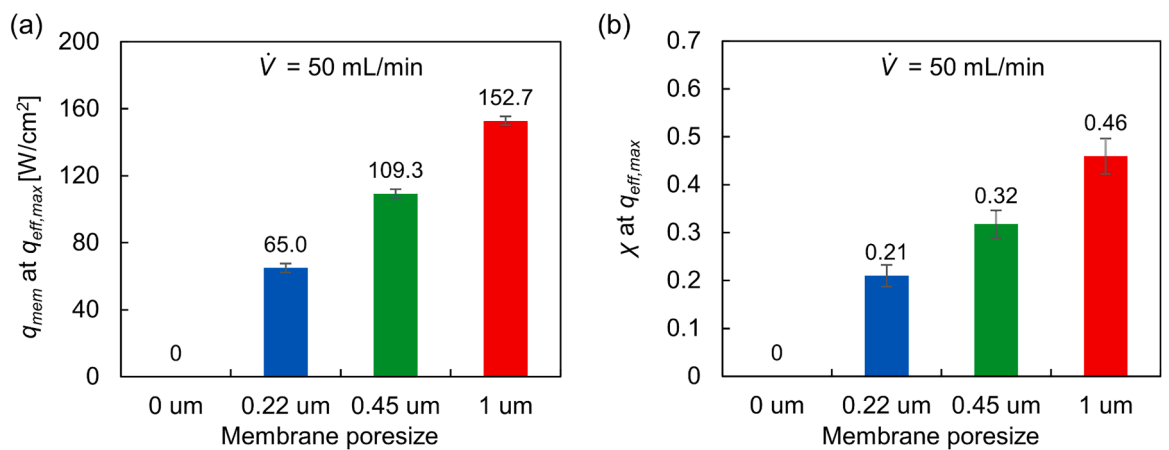 (a)
200
160
120
80
40
0
q_mem at q_eff,max [W/cm²]
V̇ = 50 mL/min
0
65.0
109.3
152.7
0 um 0.22 um 0.45 um 1 um
Membrane poresize
(b)
0.7
0.6
0.5
0.4
0.3
0.2
0.1
0
X at q_eff,max
V̇ = 50 mL/min
0
0.21
0.32
0.46
0 um 0.22 um 0.45 um 1 um
Membrane poresize